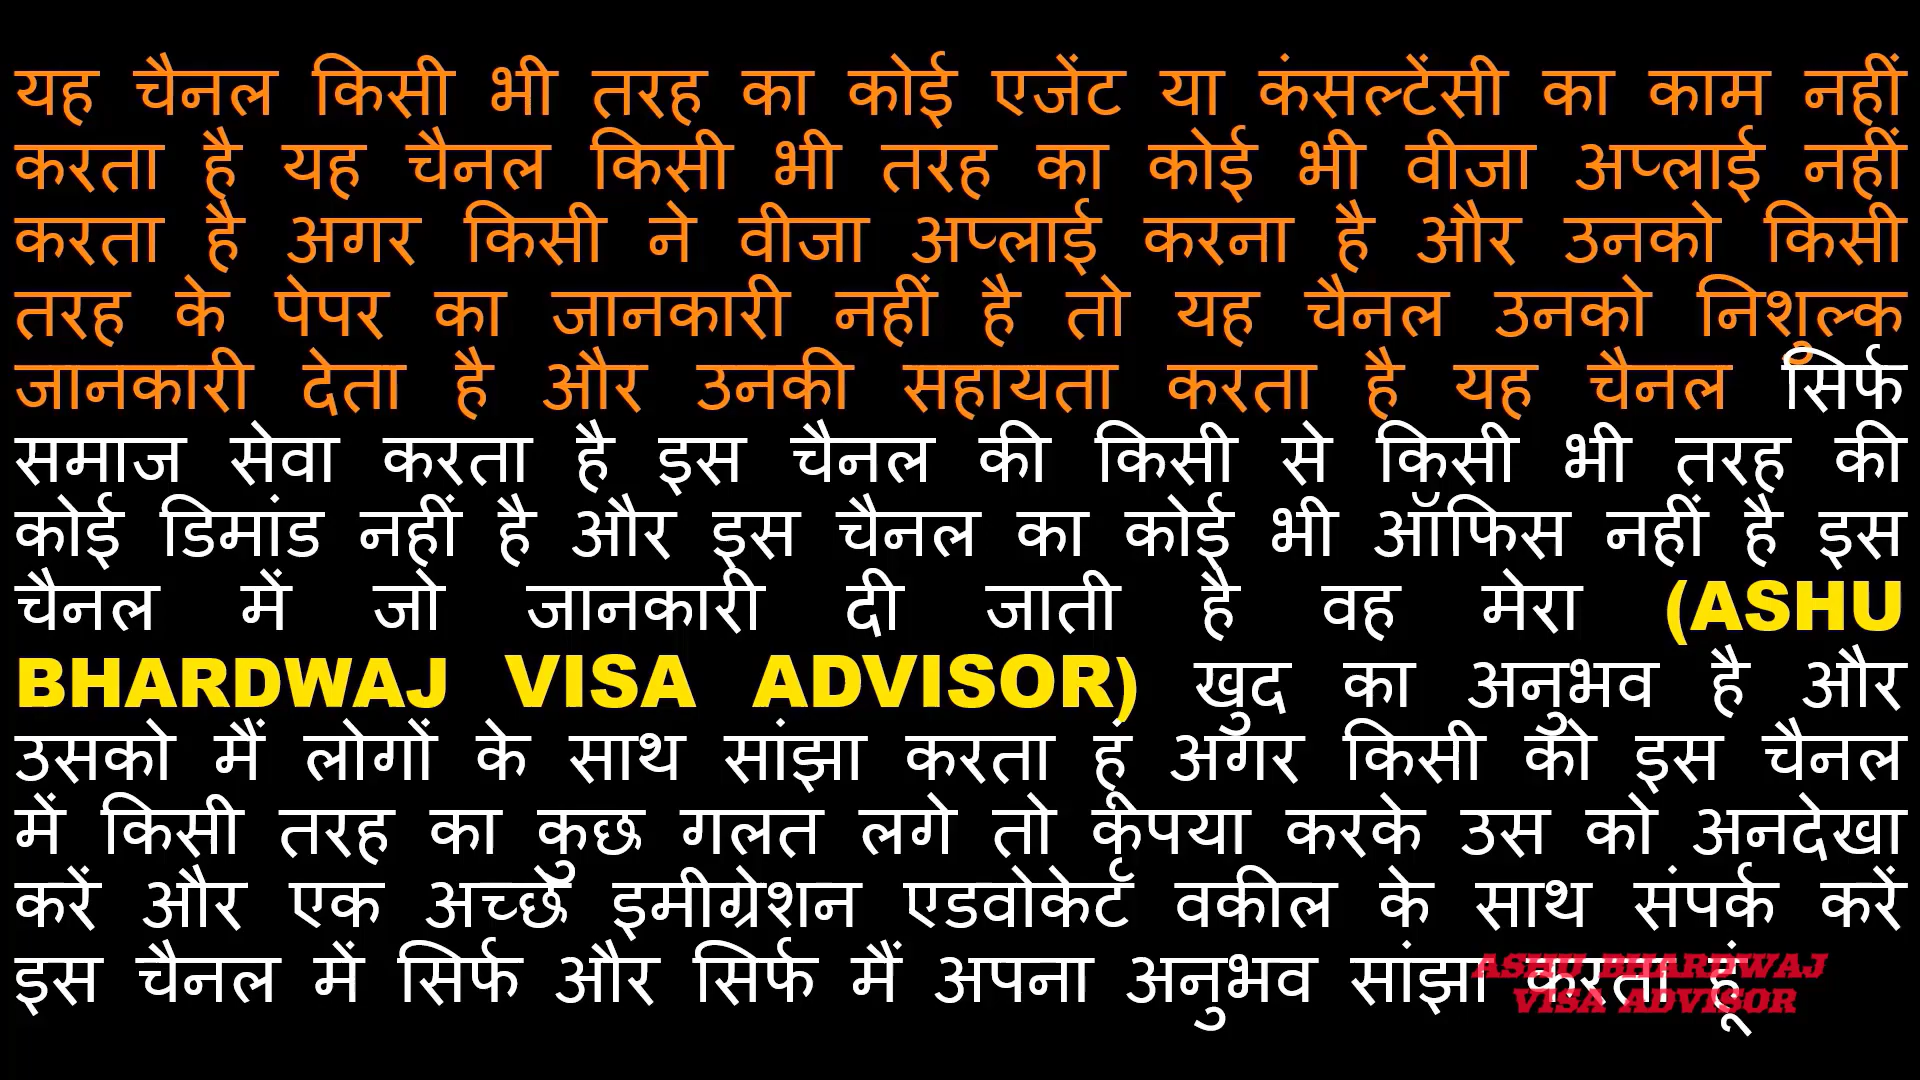 यह चैनल किसी भी तरह का कोई एजेंट या कंसल्टेंसी का काम नहीं
करता है यह चैनल किसी भी तरह का कोई भी वीजा अप्लाई नहीं
करता है अगर किसी ने वीजा अप्लाई करना है और उनको किसी
तरह के पेपर का जानकारी नहीं है तो यह चैनल उनको निशुल्क
जानकारी देता है और उनकी सहायता करता है यह चैनल सिर्फ
समाज सेवा करता है इस चैनल की किसी से किसी भी तरह की
कोई डिमांड नहीं है और इस चैनल का कोई भी ऑफिस नहीं है इस
चैनल में जो जानकारी दी जाती है वह मेरा (ASHU
BHARDWAJ VISA ADVISOR) खुद का अनुभव है और
उसको मैं लोगों के साथ सांझा करता हूं अगर किसी को इस चैनल
में किसी तरह का कुछ गलत लगे तो कृपया करके उस को अनदेखा
करें और एक अच्छे इमीग्रेशन एडवोकेट वकील के साथ संपर्क करें
इस चैनल में सिर्फ और सिर्फ मैं अपना अनुभव सांझा करता हूं
ASHU BHARDWAJ
VISA ADVISOR